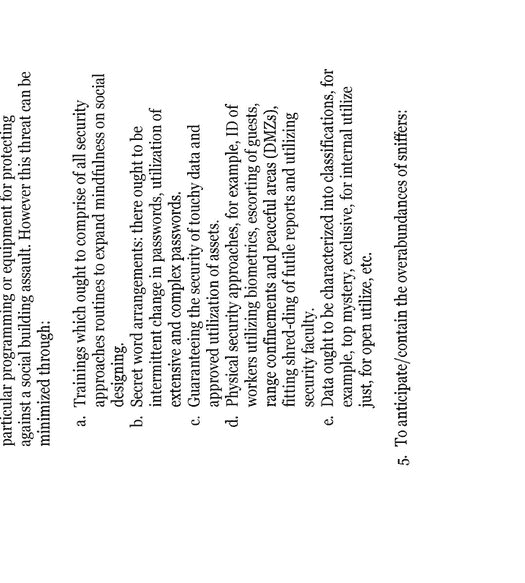 particular programming or equipment for protecting
against a social building assault. However this threat can be
minimized through:
a. Trainings which ought to comprise of all security
approaches routines to expand mindfulness on social
designing,
b. Secret word arrangements: there ought to be
intermittent change in passwords, utilization of
extensive and complex passwords.
c. Guaranteeing the security of touchy data and
approved utilization of assets.
d. Physical security approaches, for example, ID of
workers utilizing biometrics, escorting of guests,
range confinements and peaceful areas (DMZs),
fitting shred-ding of futile reports and utilizing
security faculty.
e. Data ought to be characterized into classifications, for
example, top mystery, exclusive, for internal utilize
just, for open utilize, etc.
5. To anticipate/contain the overabundances of sniffers: